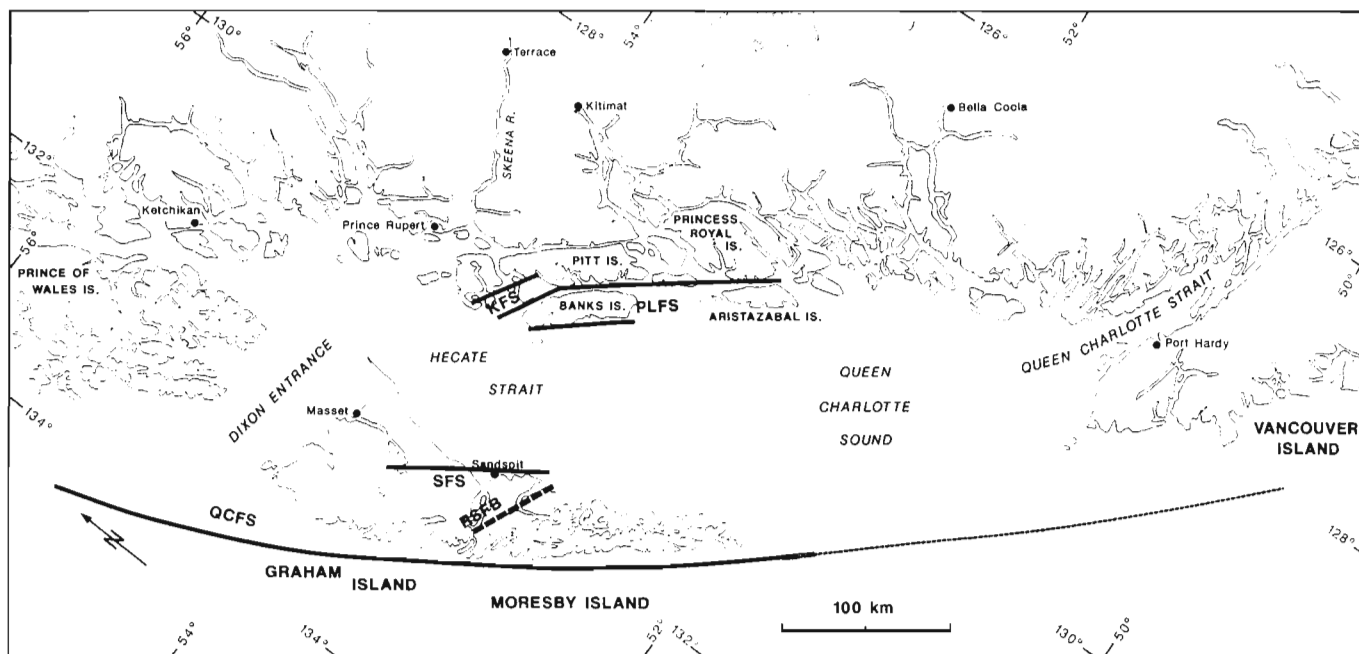 56° 130° 128° 54° 126° 52°
Terrace
Kitimat
Bella Coola
SKEENA R.
132°
Ketchikan
Prince Rupert
PRINCESS
ROYAL
IS.
56°
PRINCE OF
WALES IS.
PITT IS.
126°
50°
KFS
BANKS IS.
PLFS
ARISTAZABAL IS.
QUEEN CHARLOTTE STRAIT
Port Hardy
DIXON ENTRANCE
HECATE
STRAIT
QUEEN
CHARLOTTE
SOUND
Masset
134°
VANCOUVER
ISLAND
Sandspit
SFS
RSFB
QCFS
N
128°
GRAHAM
ISLAND
MORESBY ISLAND
100 km
54° 134° 52° 132° 130° 50°